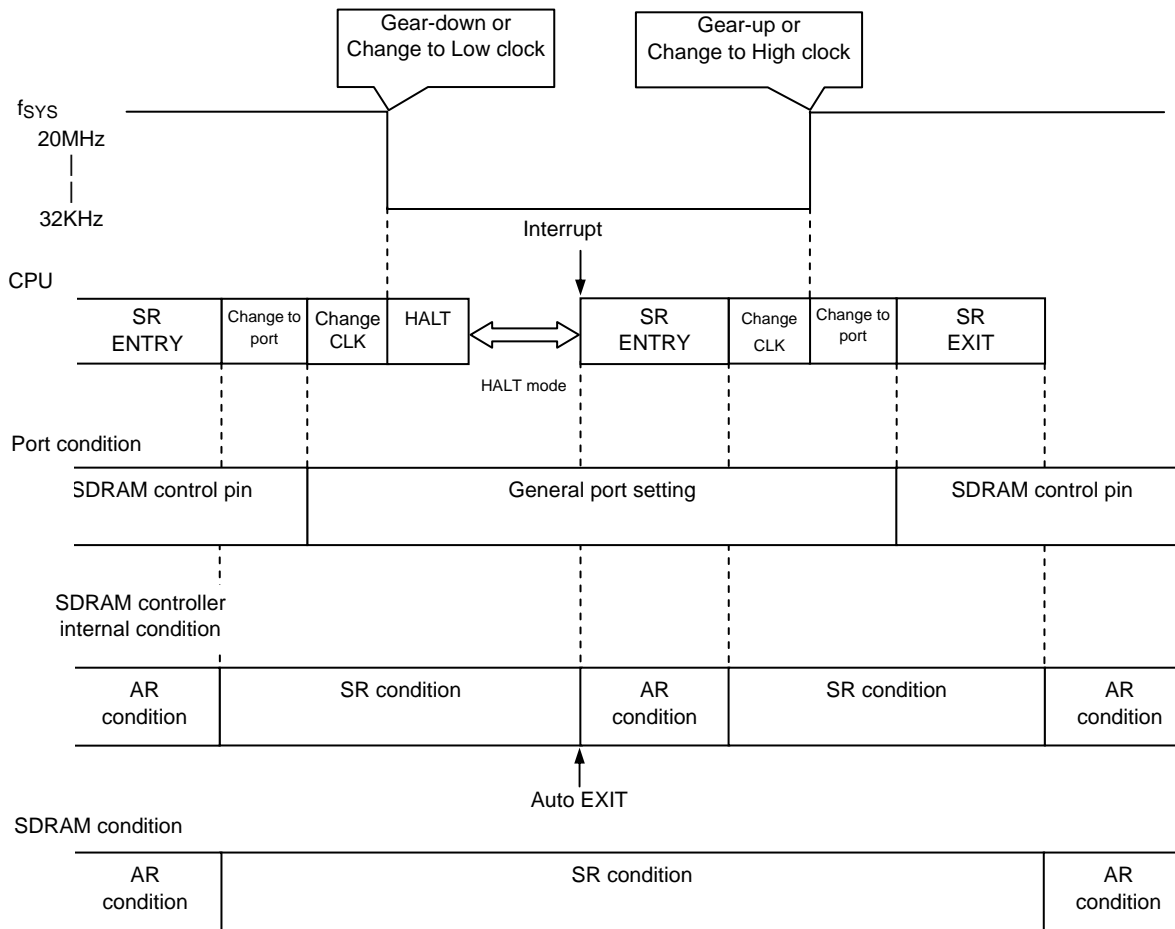 Gear-down or
Change to Low clock
Gear-up or
Change to High clock
fSYS
20MHz
|
|
32KHz
Interrupt
CPU
SR
ENTRY
Change to
port
Change
CLK
HALT
HALT mode
SR
ENTRY
Change
CLK
Change to
port
SR
EXIT
Port condition
SDRAM control pin
General port setting
SDRAM control pin
SDRAM controller
internal condition
AR
condition
SR condition
AR
condition
SR condition
AR
condition
Auto EXIT
SDRAM condition
AR
condition
SR condition
AR
condition